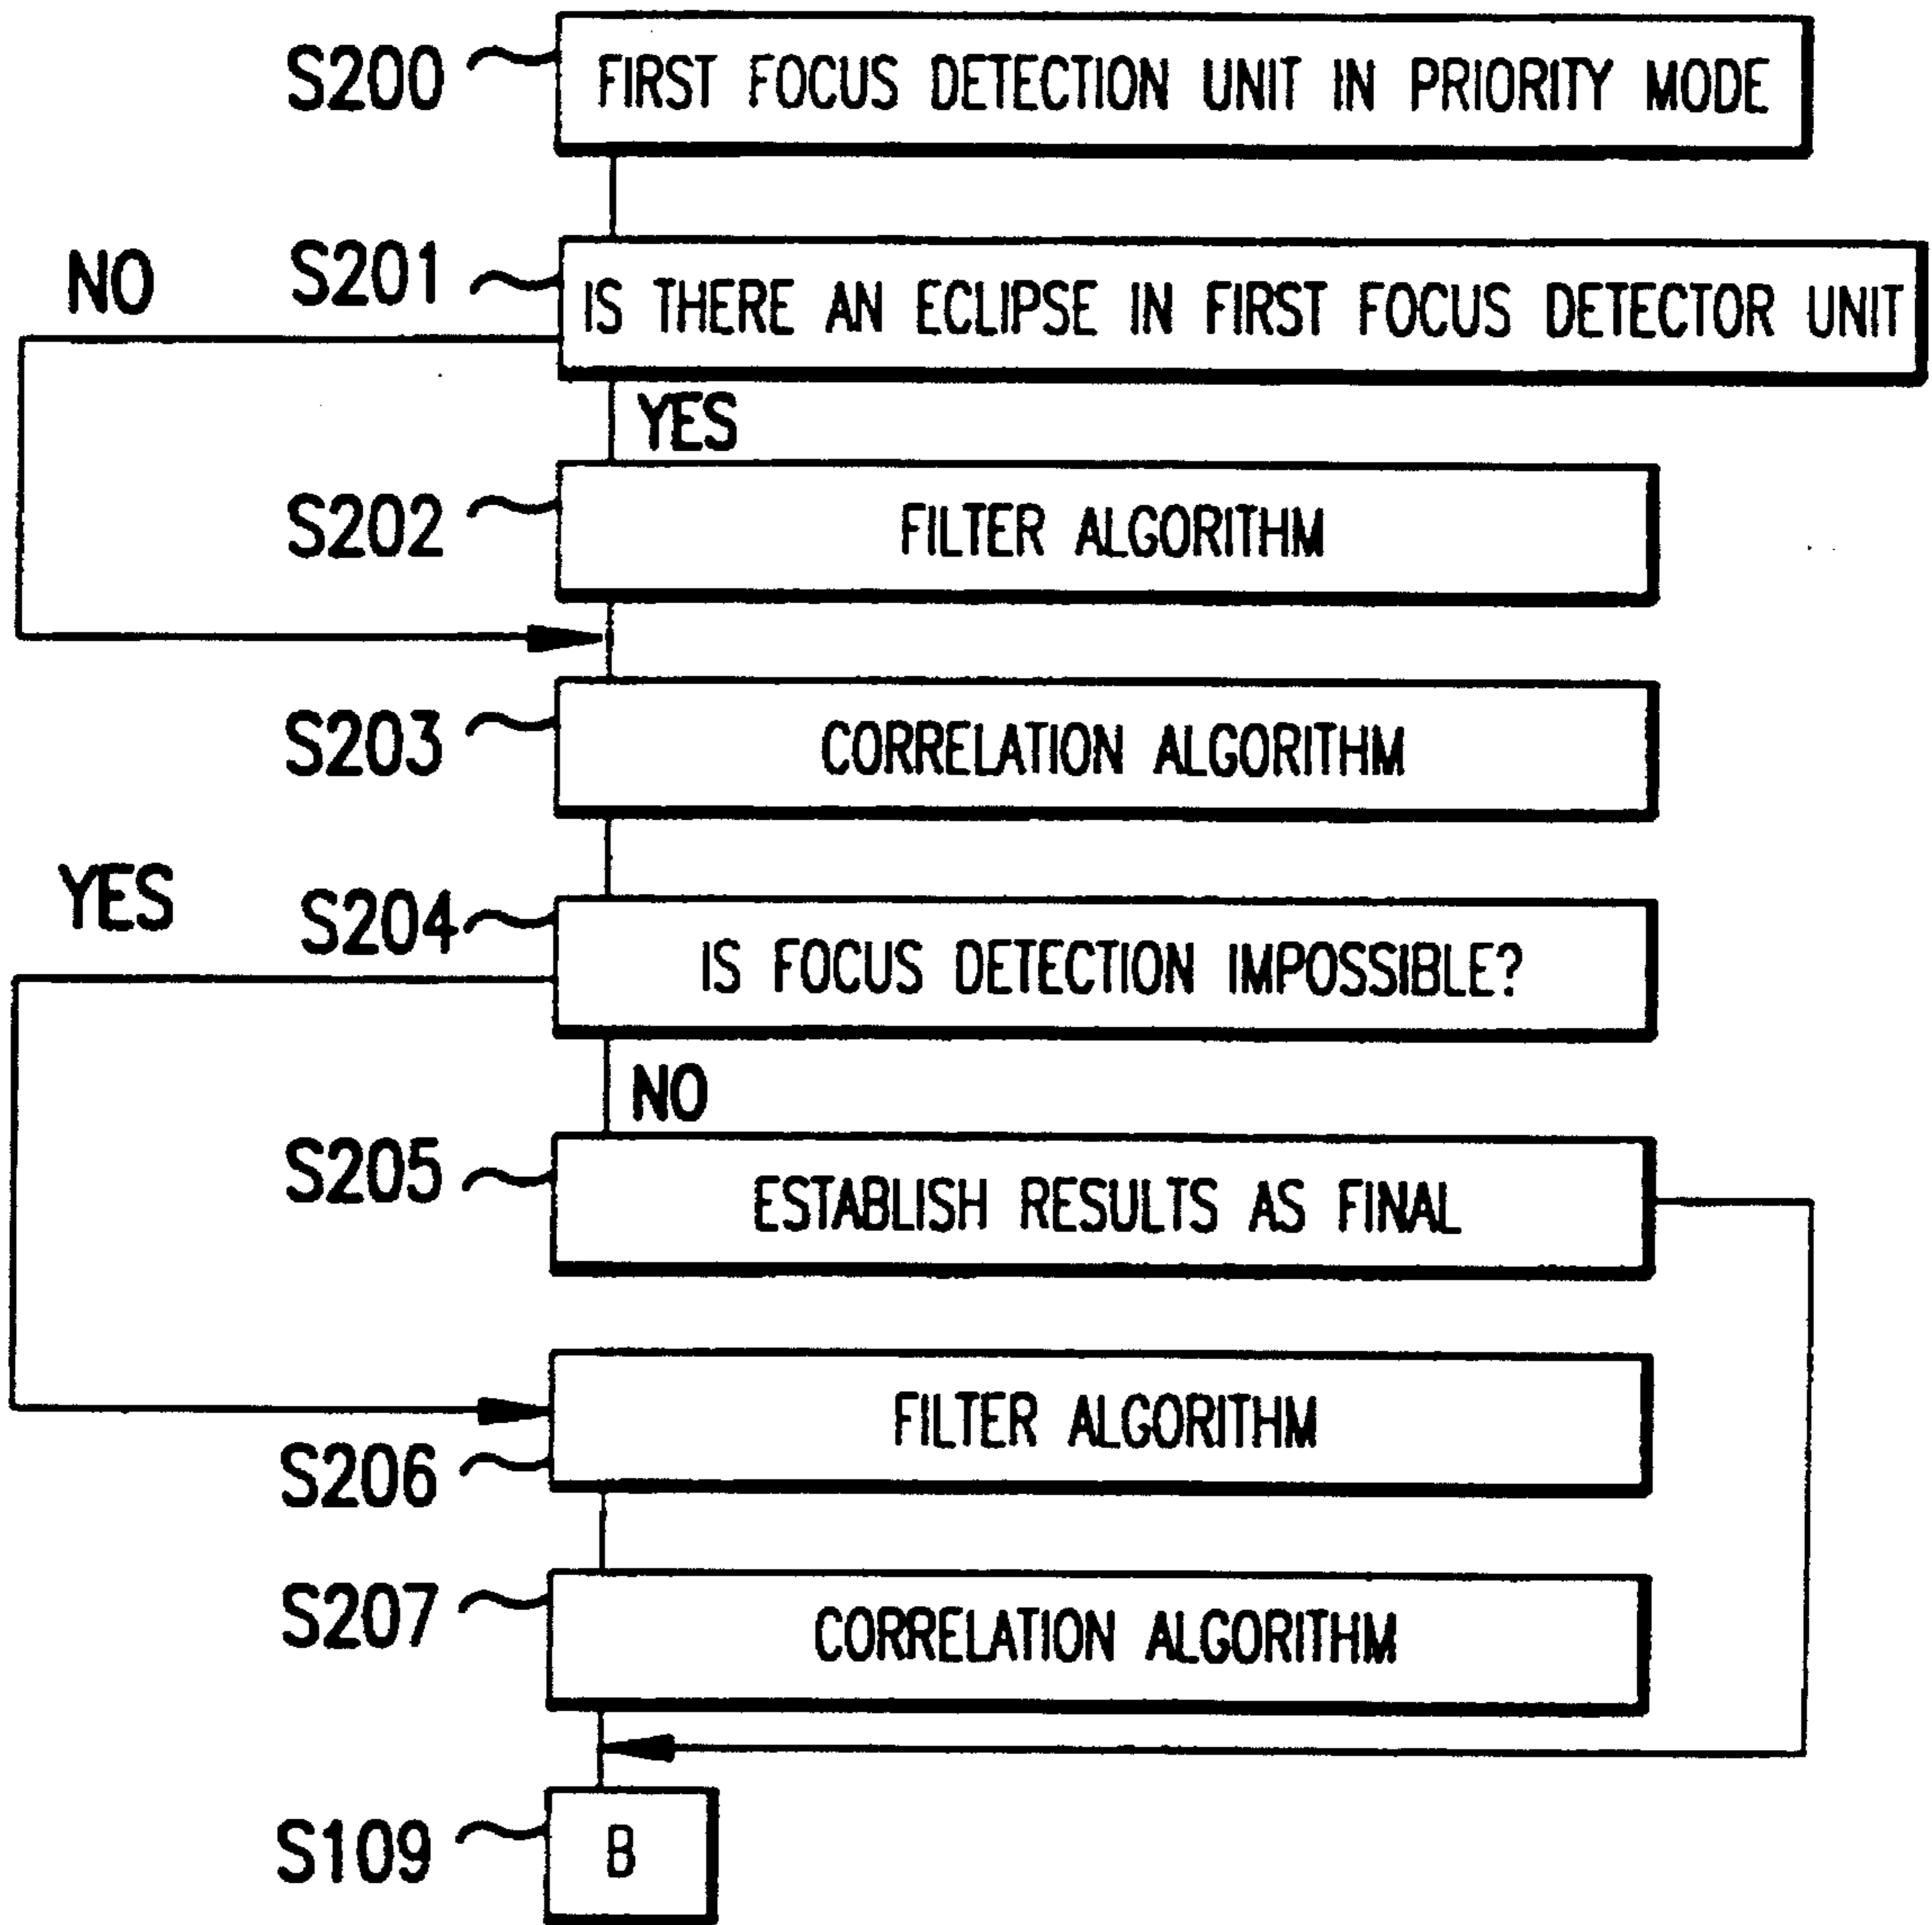 S200 FIRST FOCUS DETECTION UNIT IN PRIORITY MODE
NO S201 IS THERE AN ECLIPSE IN FIRST FOCUS DETECTOR UNIT
YES
S202 FILTER ALGORITHM
S203 CORRELATION ALGORITHM
YES S204 IS FOCUS DETECTION IMPOSSIBLE?
NO
S205 ESTABLISH RESULTS AS FINAL
S206 FILTER ALGORITHM
S207 CORRELATION ALGORITHM
S109 B